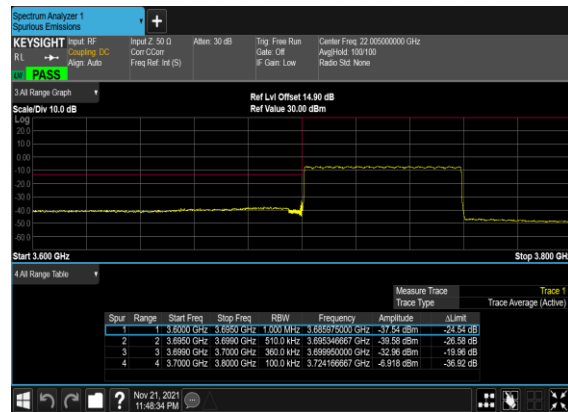 Spectrum Analyzer 1
Spurious Emissions
KEYSIGHT Input: RF Input Z: 50 Ω Atten: 30 dB Trig: Free Run Center Freq: 22.005000000 GHz
RL Coupling: DC Corr CCorr Gate: Off Avg|Hold: 100/100
Align: Auto Freq Ref: Int (S) IF Gain: Low Radio Std: None
PASS
3 All Range Graph Ref Lvl Offset 14.90 dB
Scale/Div 10.0 dB Ref Value 30.00 dBm
Log
20.0
10.0
0.00
-10.0
-20.0
-30.0
-40.0
-50.0
-60.0
Start 3.600 GHz Stop 3.800 GH
4 All Range Table
Measure Trace Trace 1
Trace Type Trace Average (Active)
Spur Range Start Freq Stop Freq RBW Frequency Amplitude ΔLimit
1 1 3.6000 GHz 3.6950 GHz 1.000 MHz 3.685975000 GHz -37.54 dBm -24.54 dB
2 2 3.6950 GHz 3.6990 GHz 510.0 kHz 3.695346667 GHz -39.58 dBm -26.58 dB
3 3 3.6990 GHz 3.7000 GHz 360.0 kHz 3.699950000 GHz -32.96 dBm -19.96 dB
4 4 3.7000 GHz 3.8000 GHz 100.0 kHz 3.724166667 GHz -6.918 dBm -36.92 dB
Nov 21, 2021
11:48:34 PM